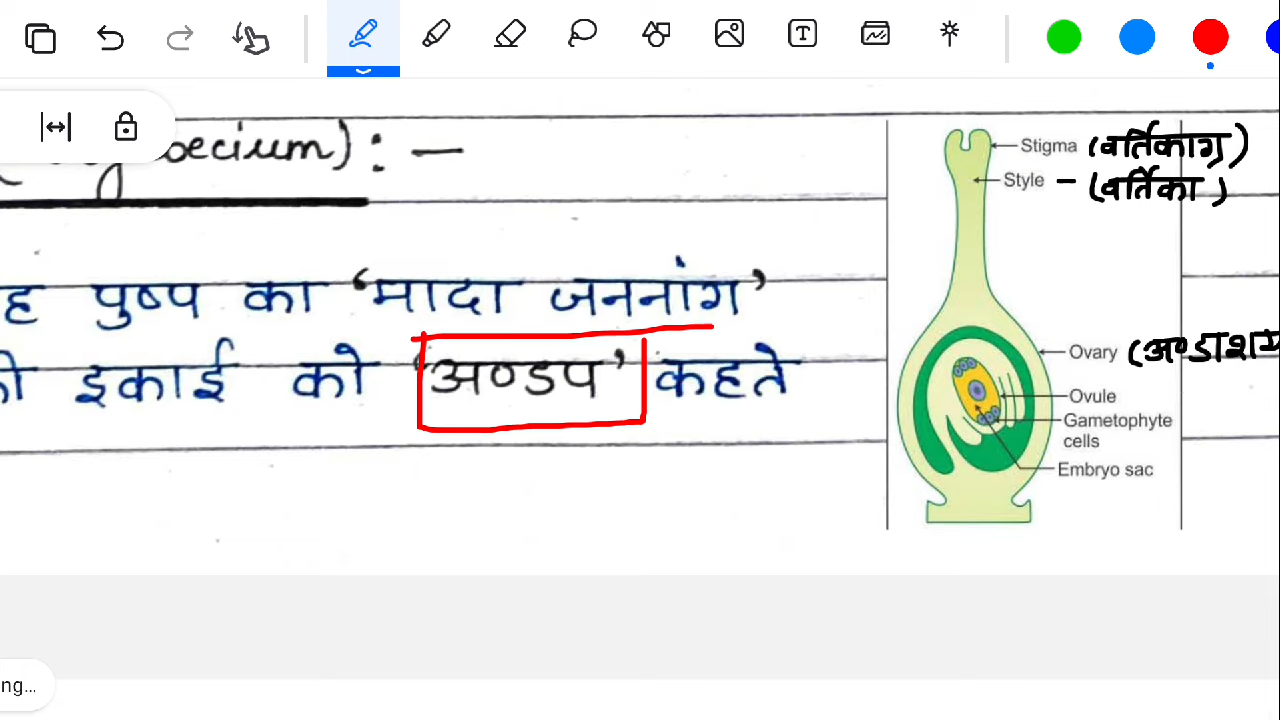 oecium) : —
पुष्प का ‘मादा जननांग’
इकाई को ‘अण्डप’ कहते
Stigma (वर्तिकाग्र)
Style – (वर्तिका)
Ovary (अण्डाशय
Ovule
Gametophyte
cells
Embryo sac
ng...